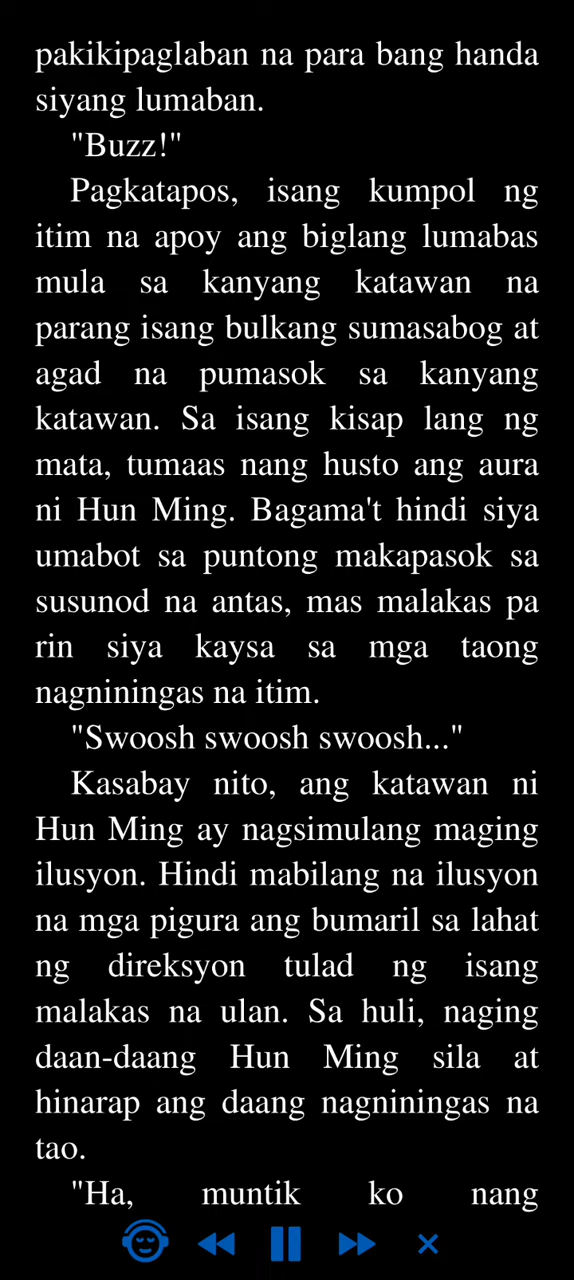 pakikipaglaban na para bang handa
siyang lumaban.
"Buzz!"
Pagkatapos, isang kumpol ng
itim na apoy ang biglang lumabas
mula sa kanyang katawan na
parang isang bulkang sumasabog at
agad na pumasok sa kanyang
katawan. Sa isang kisap lang ng
mata, tumaas nang husto ang aura
ni Hun Ming. Bagama't hindi siya
umabot sa puntong makapasok sa
susunod na antas, mas malakas pa
rin siya kaysa sa mga taong
nagniningas na itim.
"Swoosh swoosh swoosh..."
Kasabay nito, ang katawan ni
Hun Ming ay nagsimulang maging
ilusyon. Hindi mabilang na ilusyon
na mga pigura ang bumaril sa lahat
ng direksyon tulad ng isang
malakas na ulan. Sa huli, naging
daan-daang Hun Ming sila at
hinarap ang daang nagniningas na
tao.
"Ha, muntik ko nang